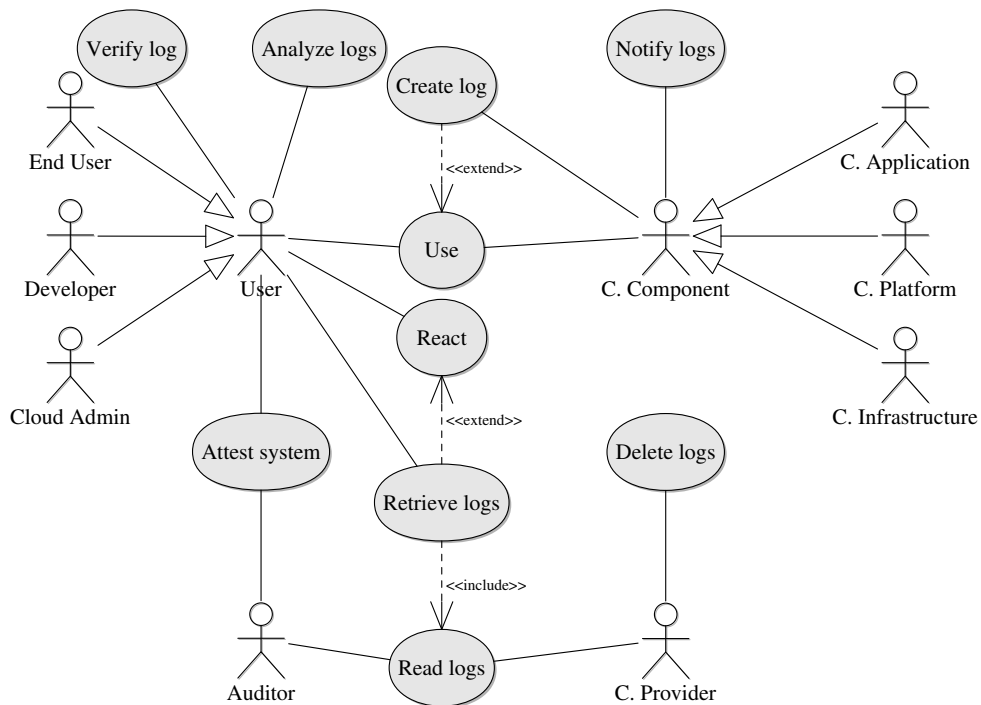 Verify log
Analyze logs
Notify logs
Create log
End User
C. Application
<<extend>>
Use
Developer
User
C. Component
C. Platform
React
Cloud Admin
C. Infrastructure
<<extend>>
Attest system
Delete logs
Retrieve logs
<<include>>
Read logs
Auditor
C. Provider